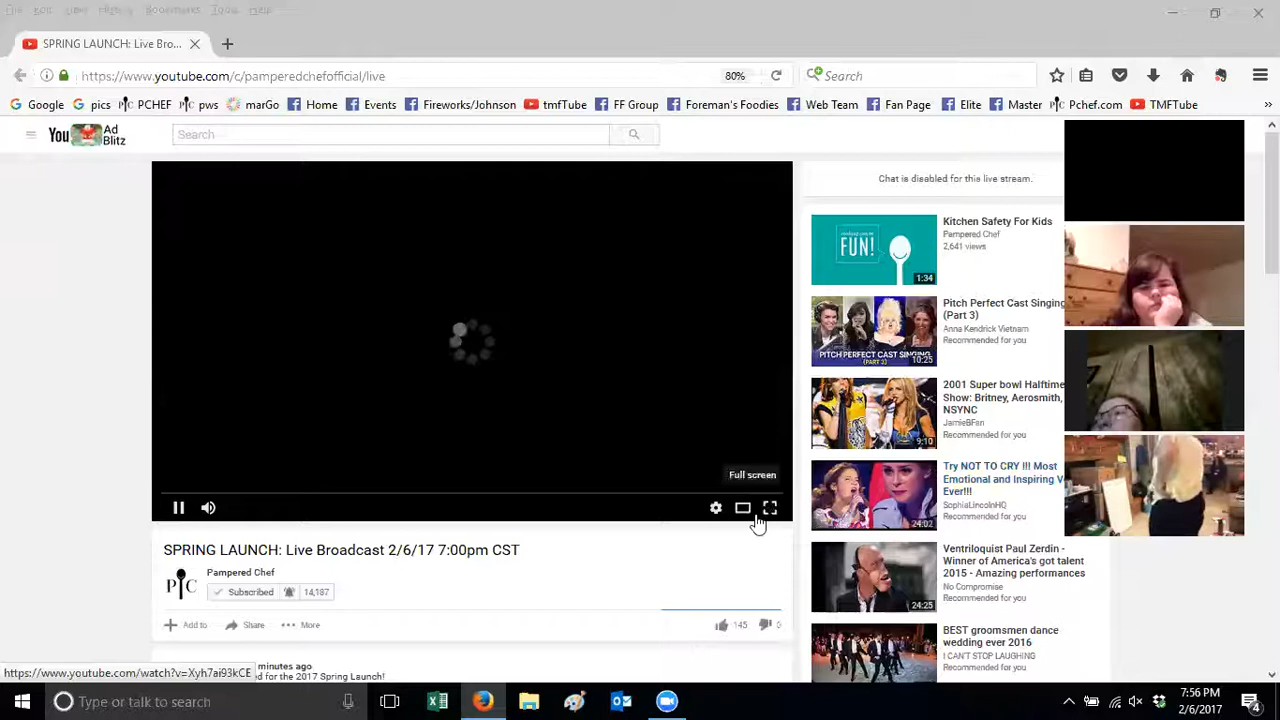 SPRING LAUNCH: Live Bro...
https://www.youtube.com/c/pamperedchefofficial/live
80%
Search
Google
pics
PCHEF
pws
marGo
Home
Events
Fireworks/Johnson
tmfTube
FF Group
Foreman's Foodies
Web Team
Fan Page
Elite
Master
Pchef.com
TMFTube
You Ad
Blitz
Search
Chat is disabled for this live stream.
FUN!
1:34
Kitchen Safety For Kids
Pampered Chef
2,641 views
PITCH PERFECT CAST SINGING
(PART 3)
10:25
Pitch Perfect Cast Singing
(Part 3)
Anna Kendrick Vietnam
Recommended for you
9:10
2001 Super bowl Halftime
Show: Britney, Aerosmith,
NSYNC
JamieBFan
Recommended for you
24:02
Try NOT TO CRY !!! Most
Emotional and Inspiring V
Ever!!!
SophiaLincolnHQ
Recommended for you
24:25
Ventriloquist Paul Zerdin -
Winner of America's got talent
2015 - Amazing performances
No Compromise
Recommended for you
BEST groomsmen dance
wedding ever 2016
I CAN'T STOP LAUGHING
Recommended for you
Full screen
SPRING LAUNCH: Live Broadcast 2/6/17 7:00pm CST
Pampered Chef
Subscribed 14,187
Add to Share More
145 0
minutes ago
ed for the 2017 Spring Launch!
https://www.youtube.com/watch?v=Xyh7ai93kCE
Type here to search
7:56 PM
2/6/2017
4